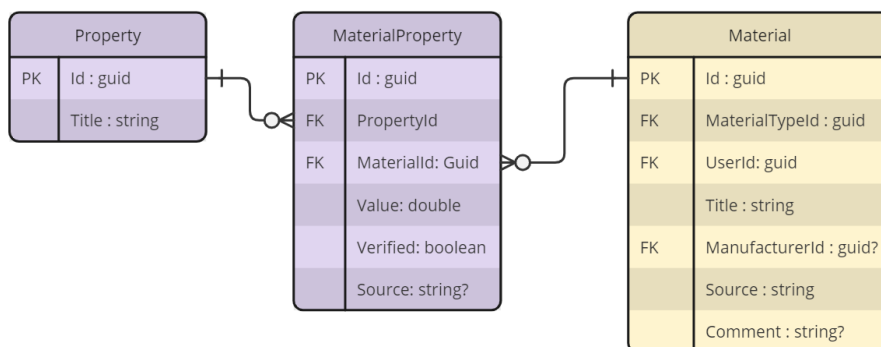 Property
PK Id : guid
Title : string
MaterialProperty
PK Id : guid
FK PropertyId
FK MaterialId: Guid
Value: double
Verified: boolean
Source: string?
Material
PK Id : guid
FK MaterialTypeId : guid
FK UserId: guid
Title : string
FK ManufacturerId : guid?
Source : string
Comment : string?